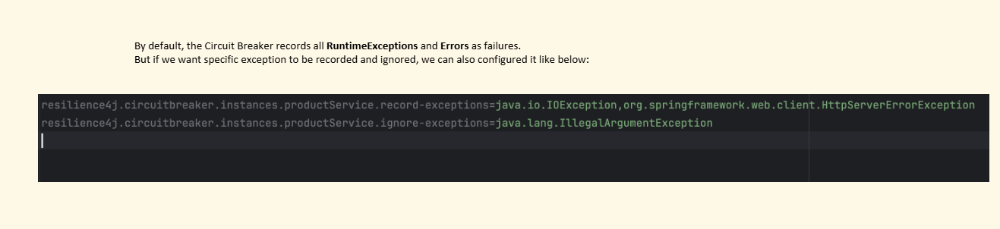 By default, the Circuit Breaker records all RuntimeExceptions and Errors as failures.
But if we want specific exception to be recorded and ignored, we can also configured it like below:
resilience4j.circuitbreaker.instances.productService.record-exceptions=java.io.IOException,org.springframework.web.client.HttpServerErrorException
resilience4j.circuitbreaker.instances.productService.ignore-exceptions=java.lang.IllegalArgumentException